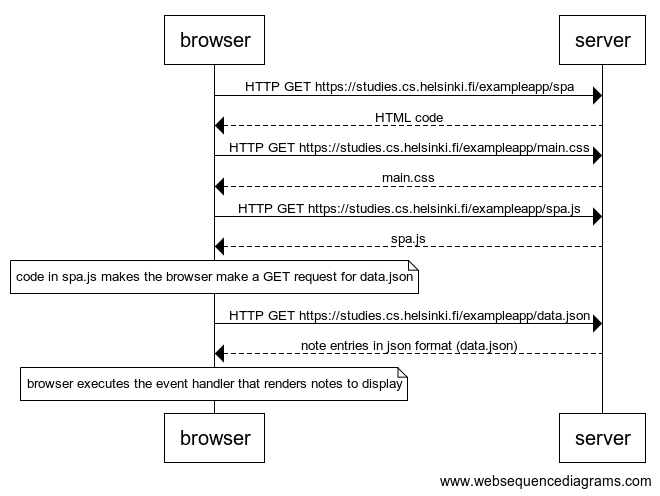 browser server
HTTP GET https://studies.cs.helsinki.fi/exampleapp/spa
HTML code
HTTP GET https://studies.cs.helsinki.fi/exampleapp/main.css
main.css
HTTP GET https://studies.cs.helsinki.fi/exampleapp/spa.js
spa.js
code in spa.js makes the browser make a GET request for data.json
HTTP GET https://studies.cs.helsinki.fi/exampleapp/data.json
note entries in json format (data.json)
browser executes the event handler that renders notes to display
browser server
www.websequencediagrams.com